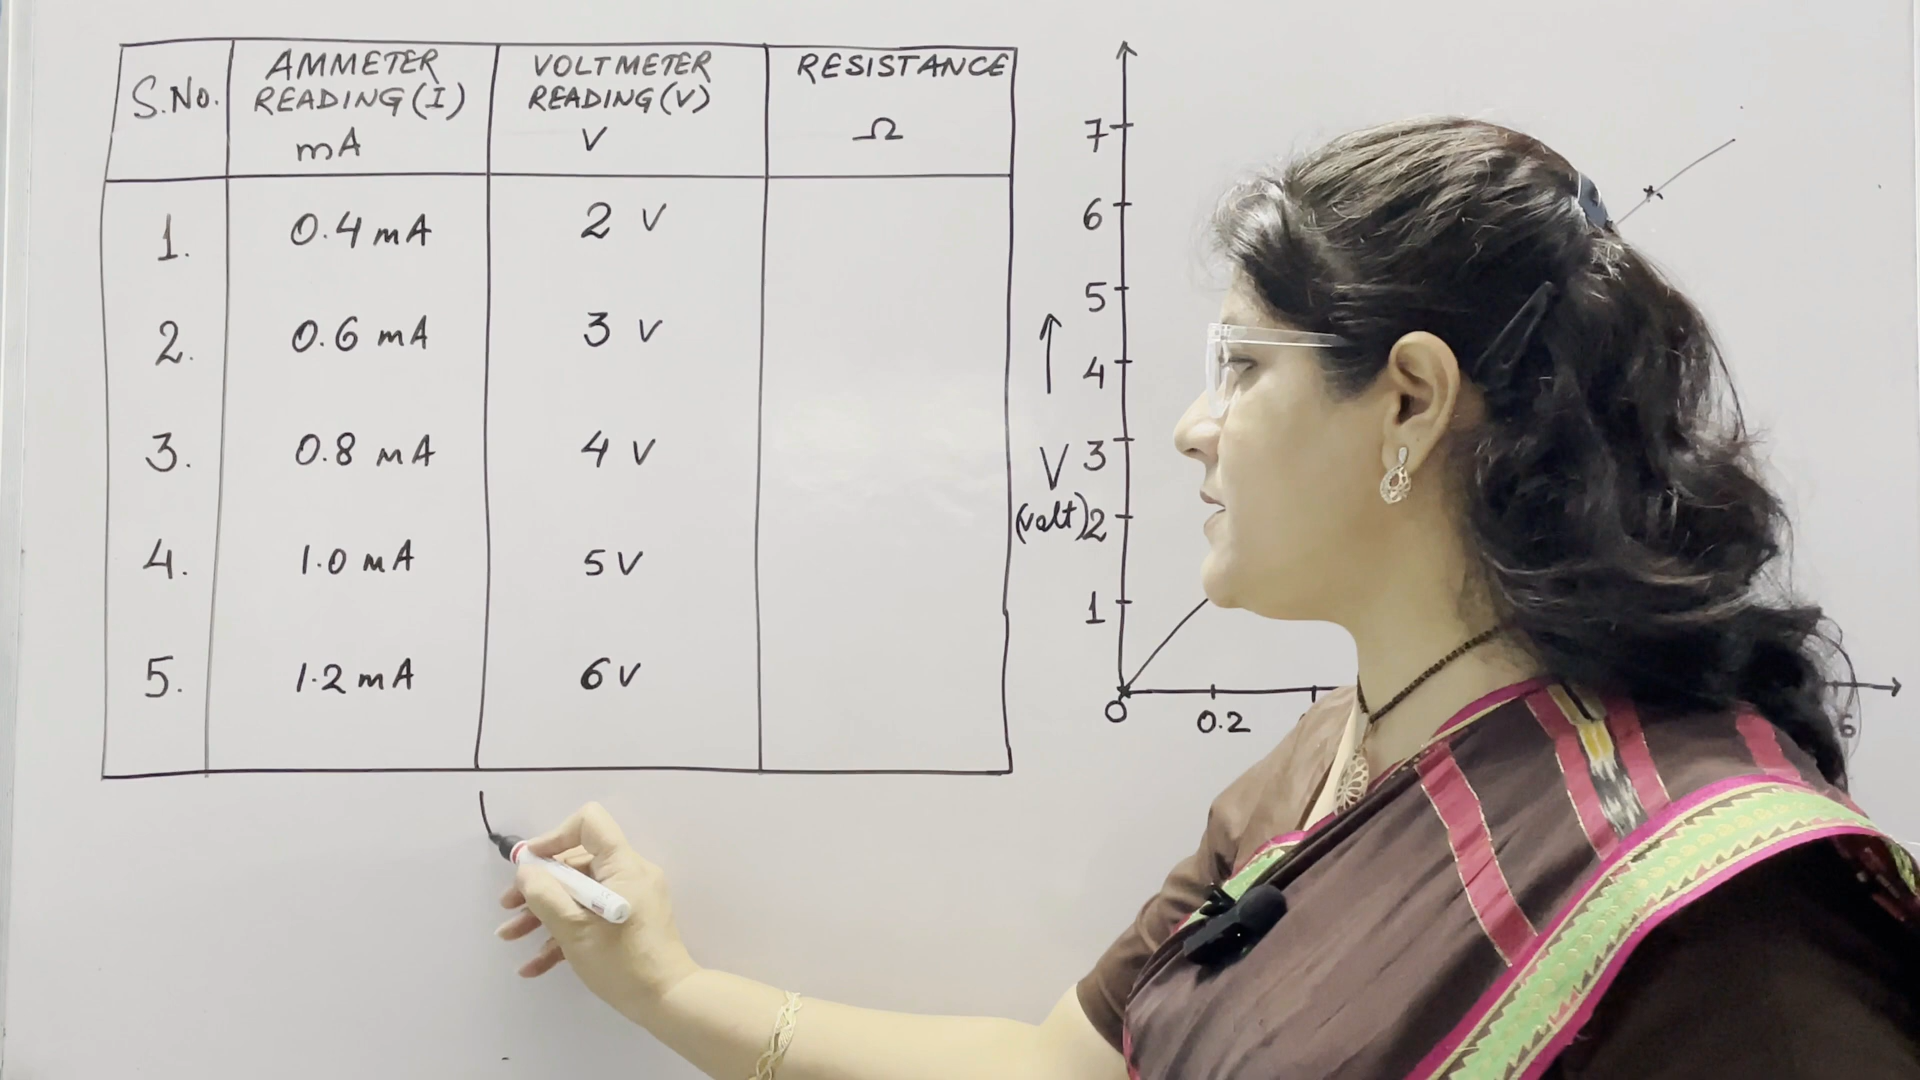 S.No.
AMMETER
READING (I)
mA
VOLTMETER
READING (V)
V
RESISTANCE
Ω
1.
0.4 mA
2 V
2.
0.6 mA
3 V
3.
0.8 mA
4 V
4.
1.0 mA
5 V
5.
1.2 mA
6 V
7
6
5
4
3
2
1
V
(volt)
0
0.2
6